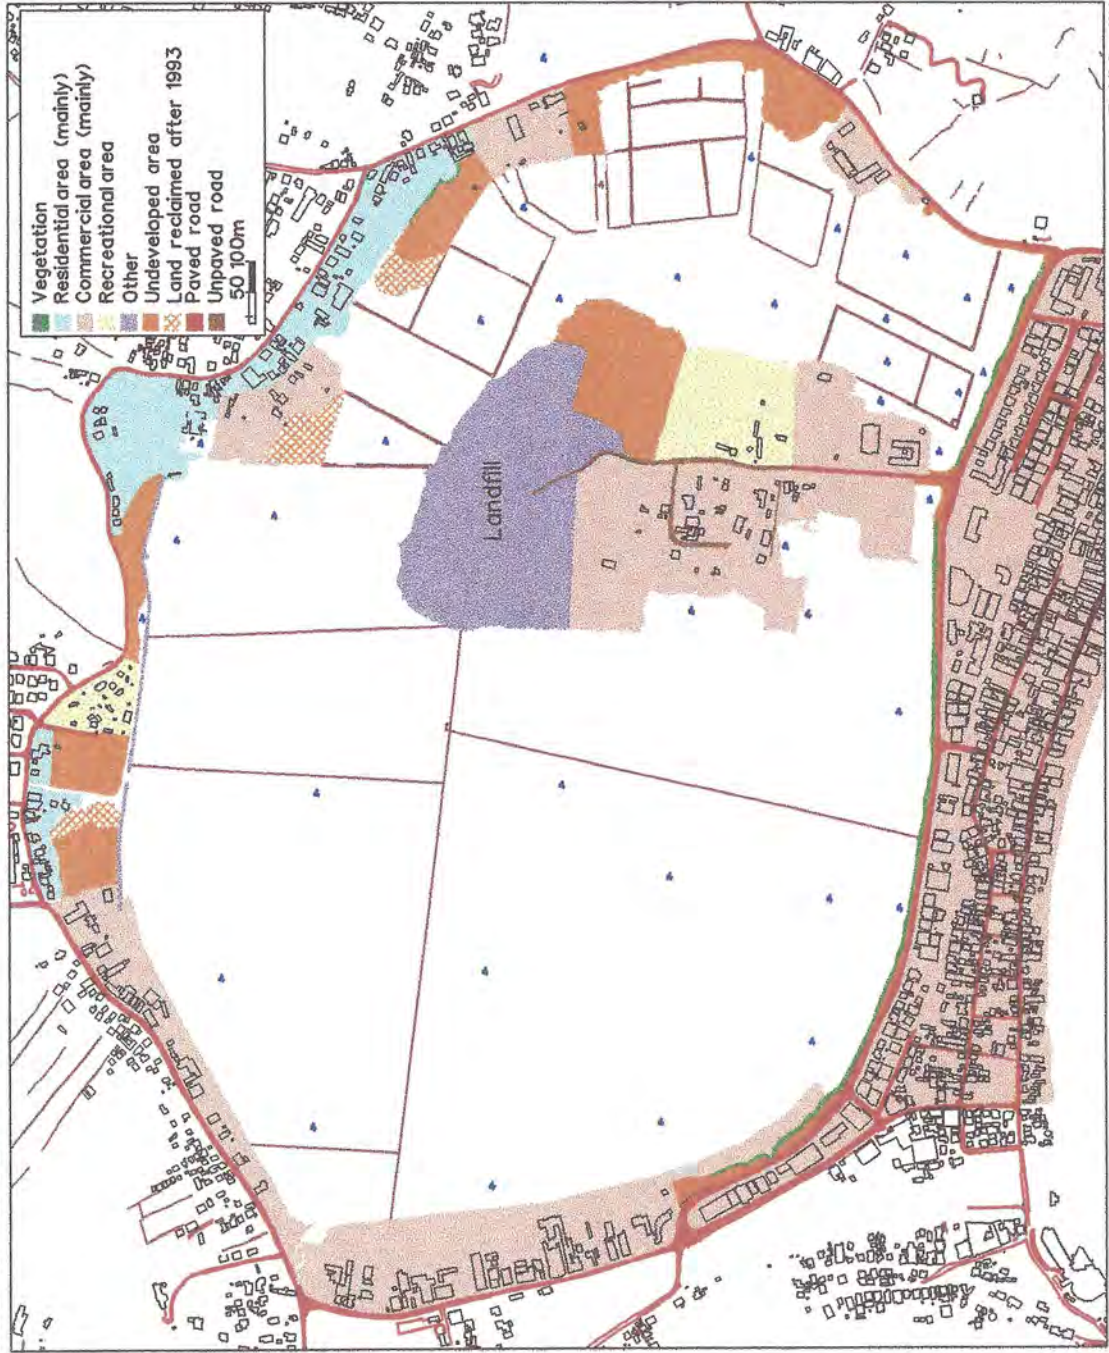 Vegetation
Residential area (mainly)
Commercial area (mainly)
Recreational area
Other
Undeveloped area
Land reclaimed after 1993
Paved road
Unpaved road
50 100m
Landfill